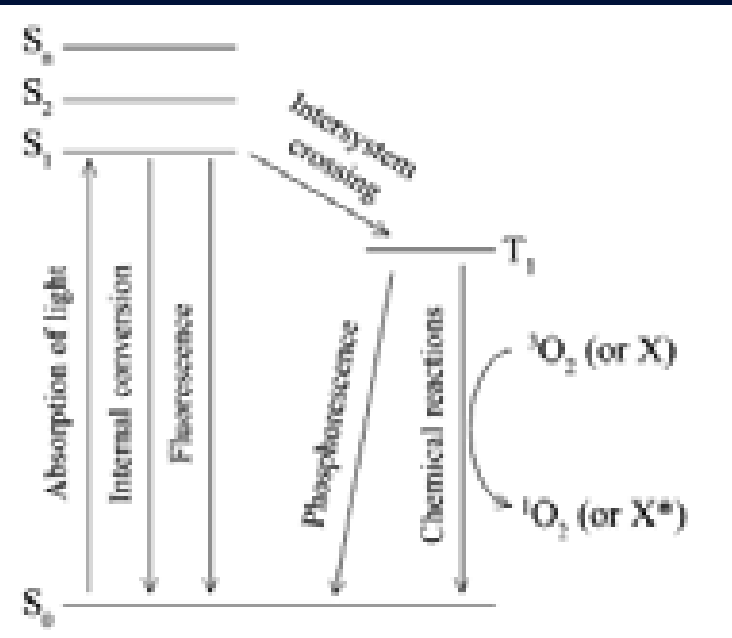 Sₙ
S₂
S₁
Intersystem
crossing
T₁
Absorption of light
Internal conversion
Fluorescence
Phosphorescence
Chemical reactions
³O₂ (or X)
¹O₂ (or X*)
S₀